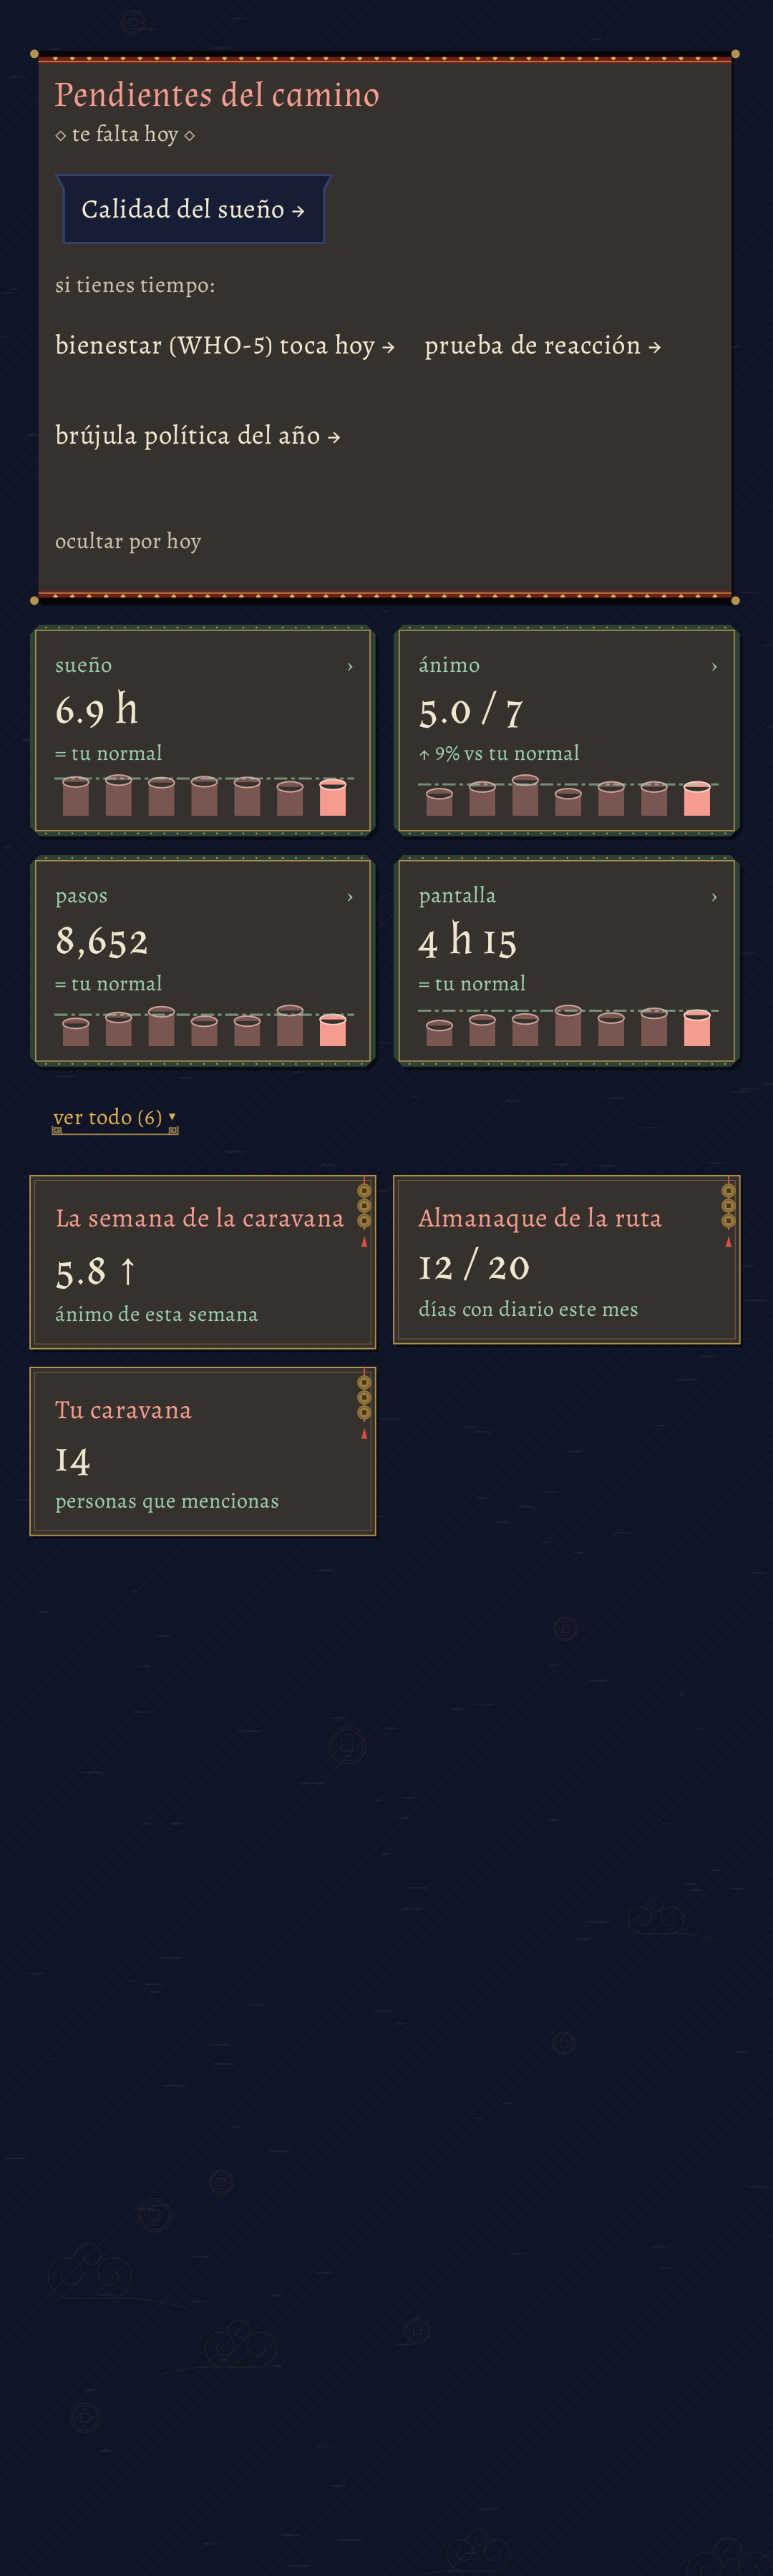 Pendientes del camino
◇ te falta hoy ◇
Calidad del sueño →
si tienes tiempo:
bienestar (WHO-5) toca hoy → prueba de reacción →
brújula política del año →
ocultar por hoy
sueño ›
6.9 h
= tu normal
ánimo ›
5.0 / 7
↑ 9% vs tu normal
pasos ›
8,652
= tu normal
pantalla ›
4 h 15
= tu normal
ver todo (6) ▾
La semana de la caravana
5.8 ↑
ánimo de esta semana
Almanaque de la ruta
12 / 20
días con diario este mes
Tu caravana
14
personas que mencionas